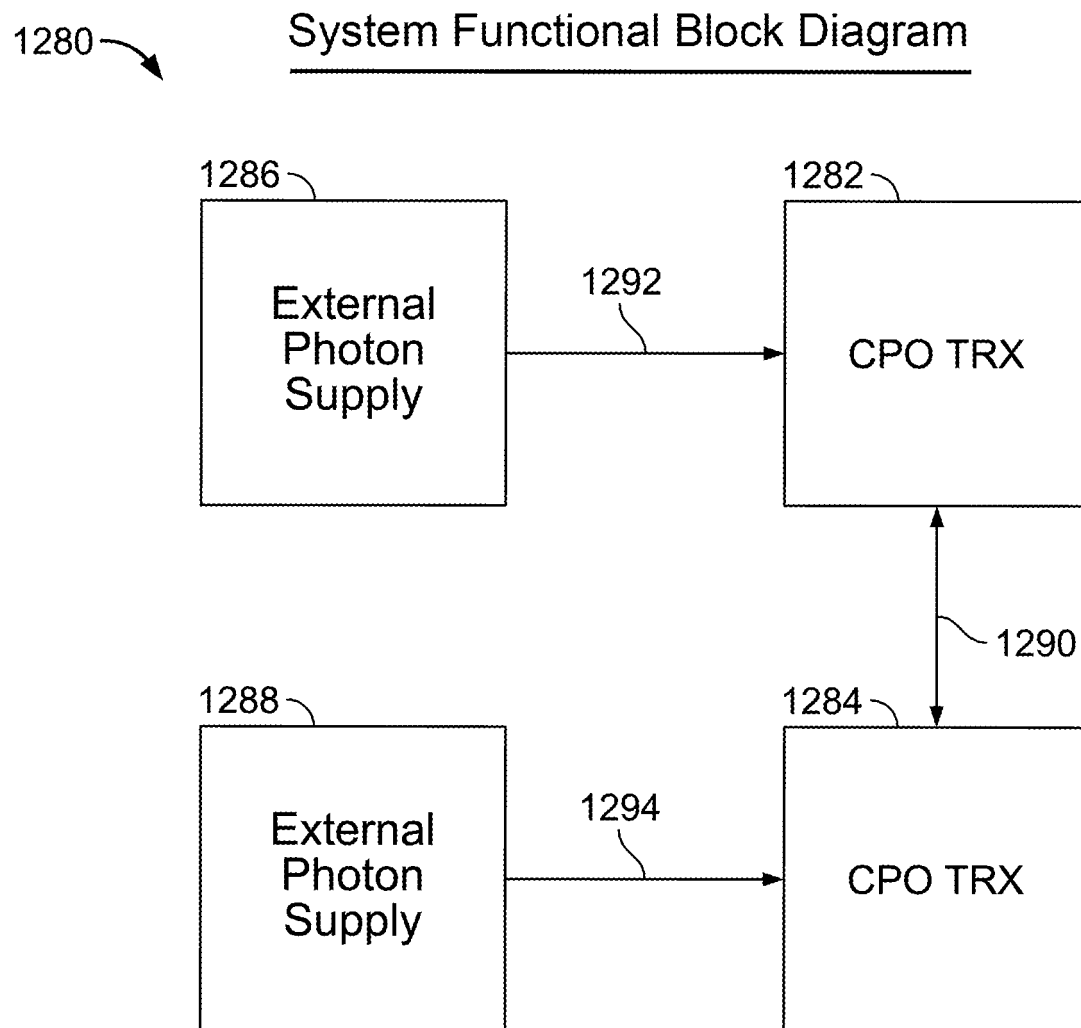 1280
System Functional Block Diagram
1286
1282
External
Photon
Supply
1292
CPO TRX
1290
1288
1284
External
Photon
Supply
1294
CPO TRX